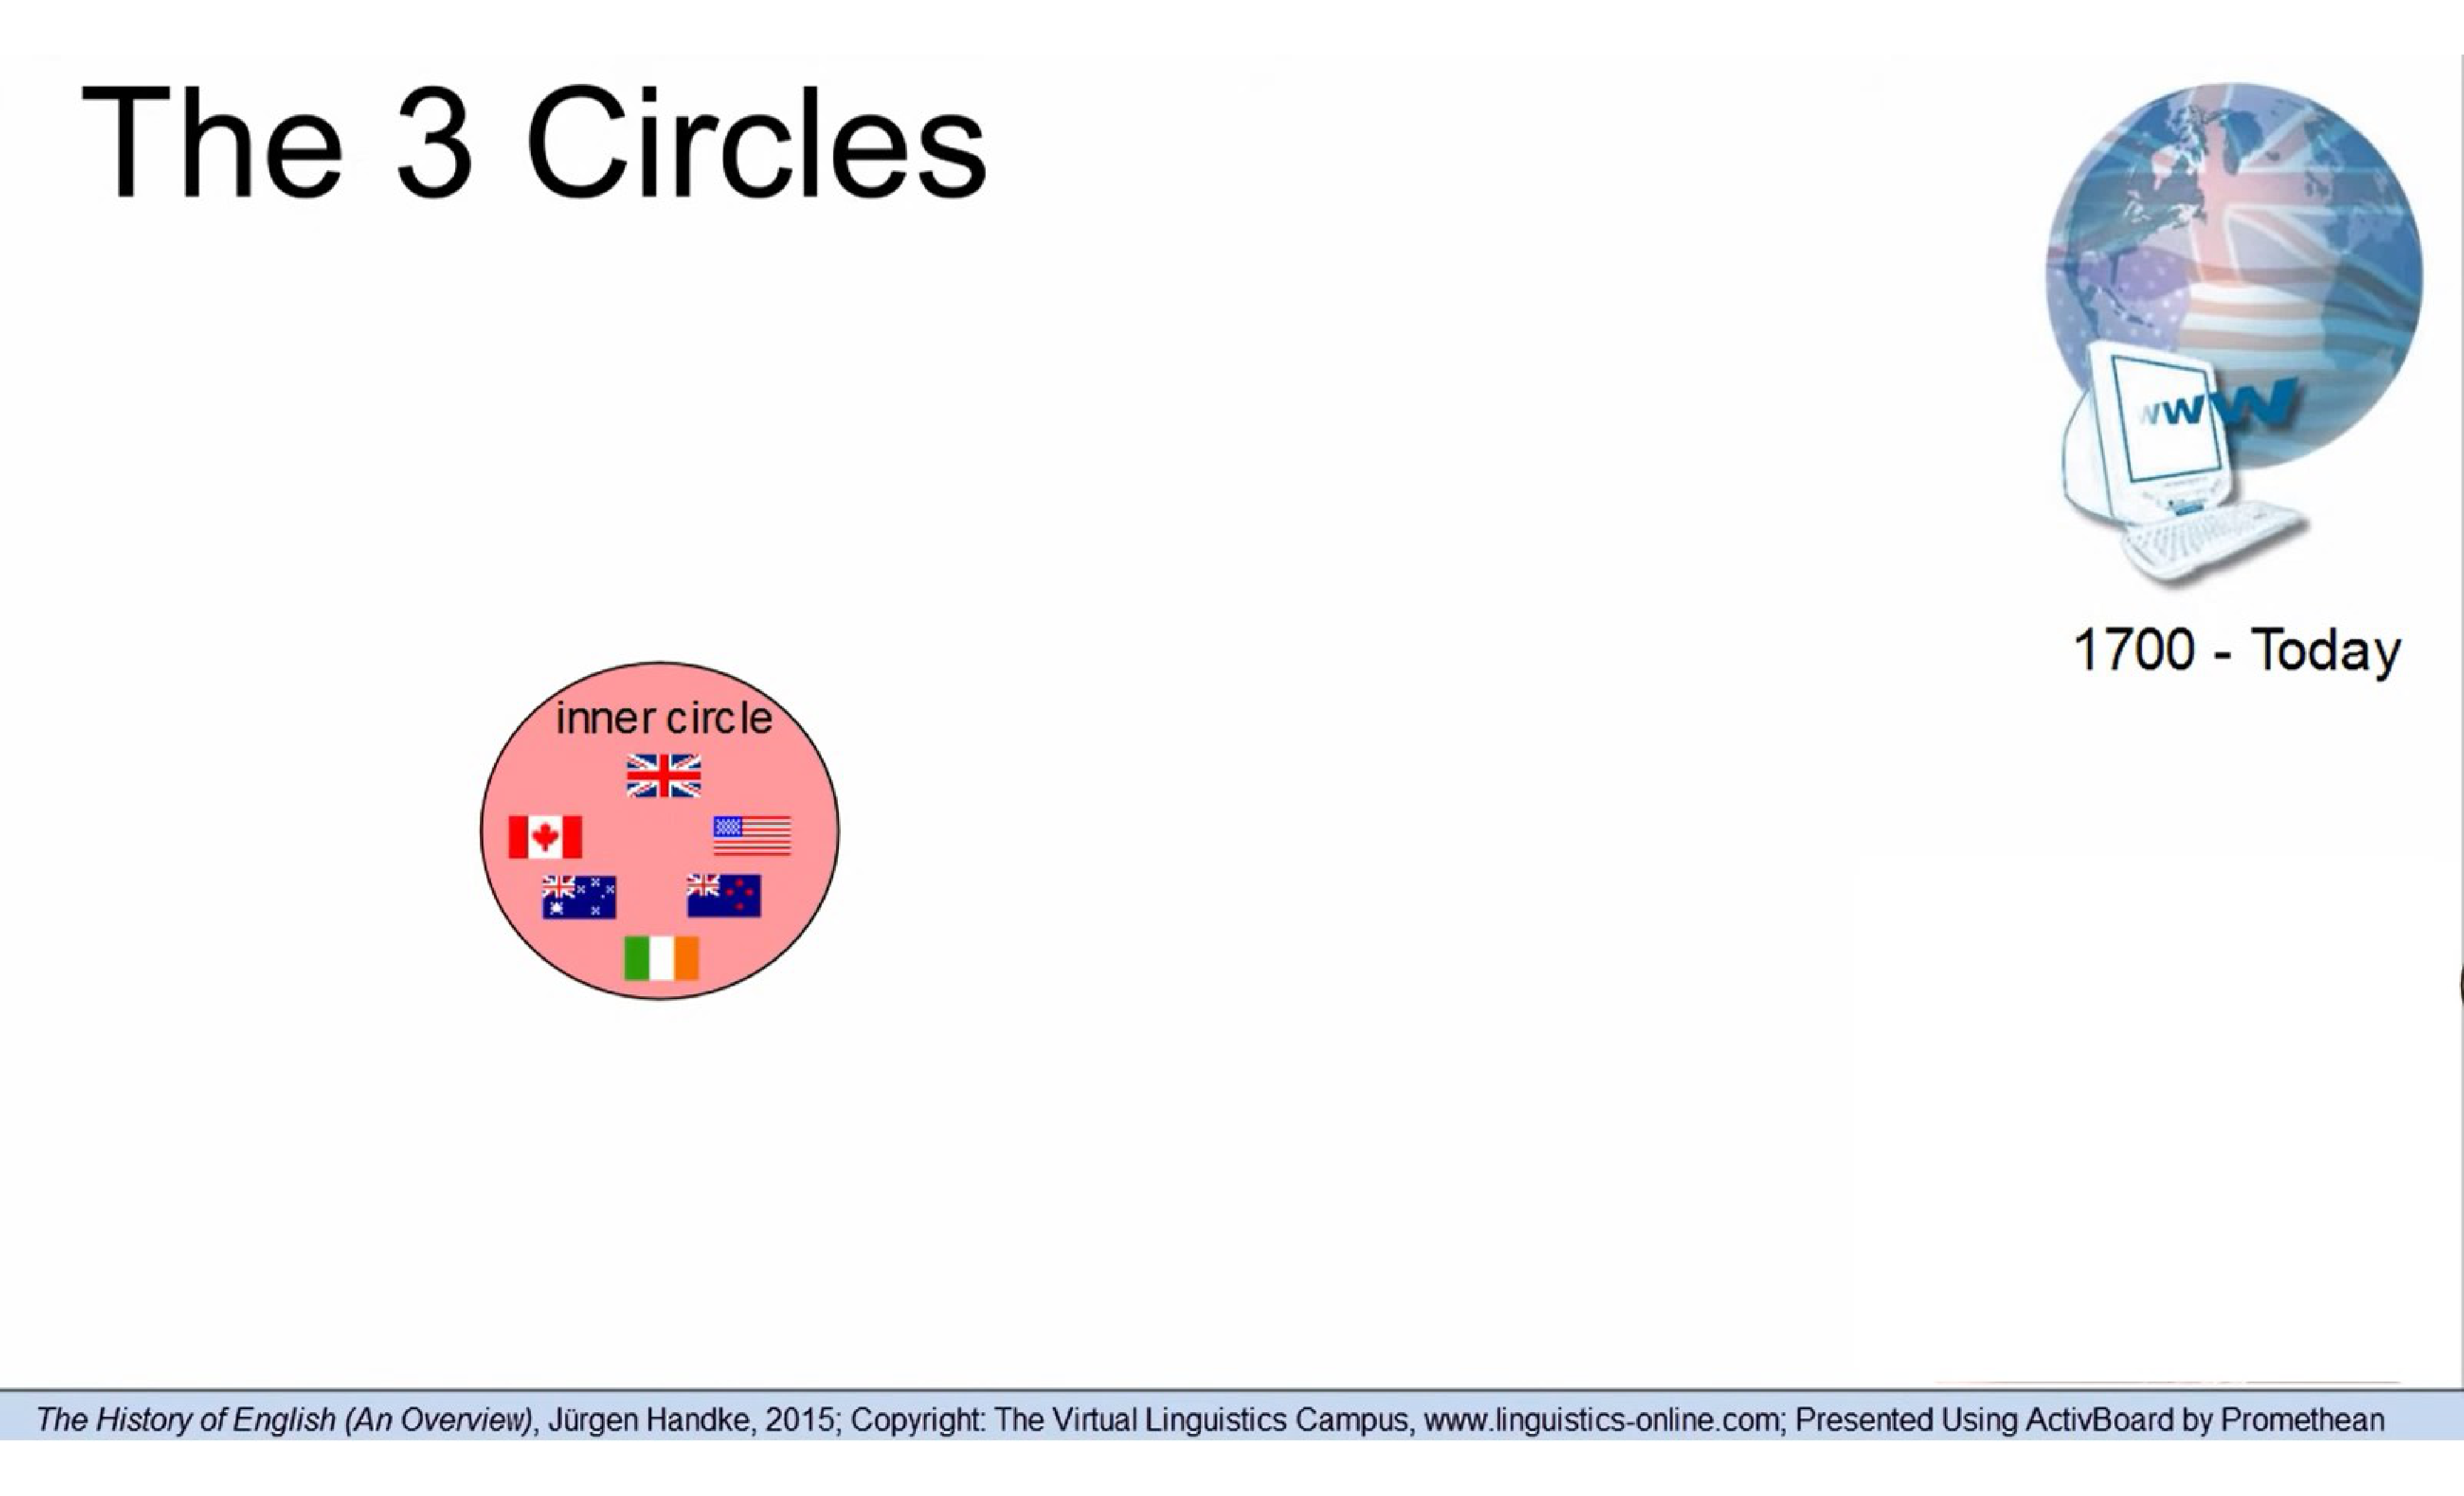 The 3 Circles
www
1700 - Today
inner circle
The History of English (An Overview), Jürgen Handke, 2015; Copyright: The Virtual Linguistics Campus, www.linguistics-online.com; Presented Using ActivBoard by Promethean